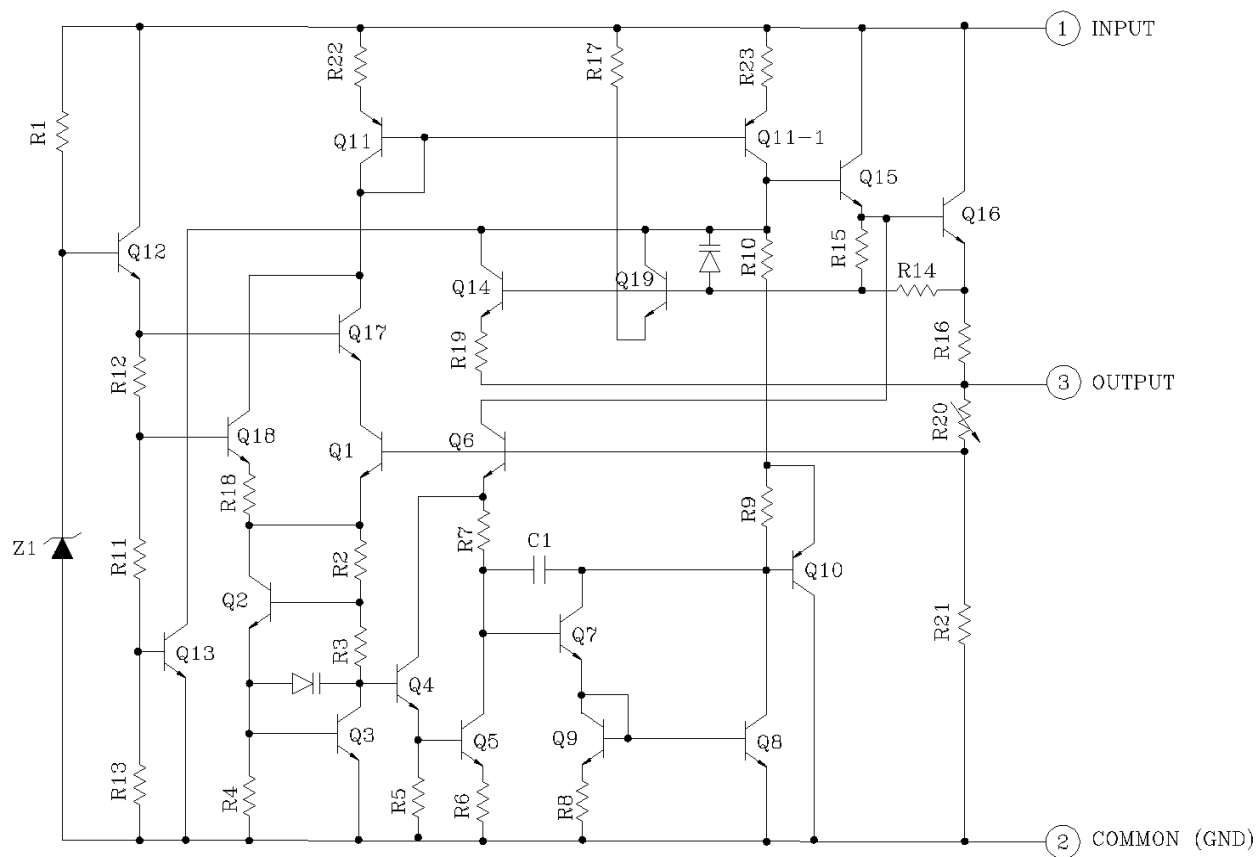 1 INPUT
R22
R17
R23
R1
Q11
Q11-1
Q15
Q16
Q12
R15
R10
R14
Q14
Q19
Q17
R19
R16
R12
3 OUTPUT
R20
Q18
Q1
Q6
R18
R9
R7
Z1
R11
R2
C1
Q10
Q2
R21
R3
Q7
Q13
Q4
Q3
Q5
Q9
Q8
R13
R4
R5
R6
R8
2 COMMON (GND)